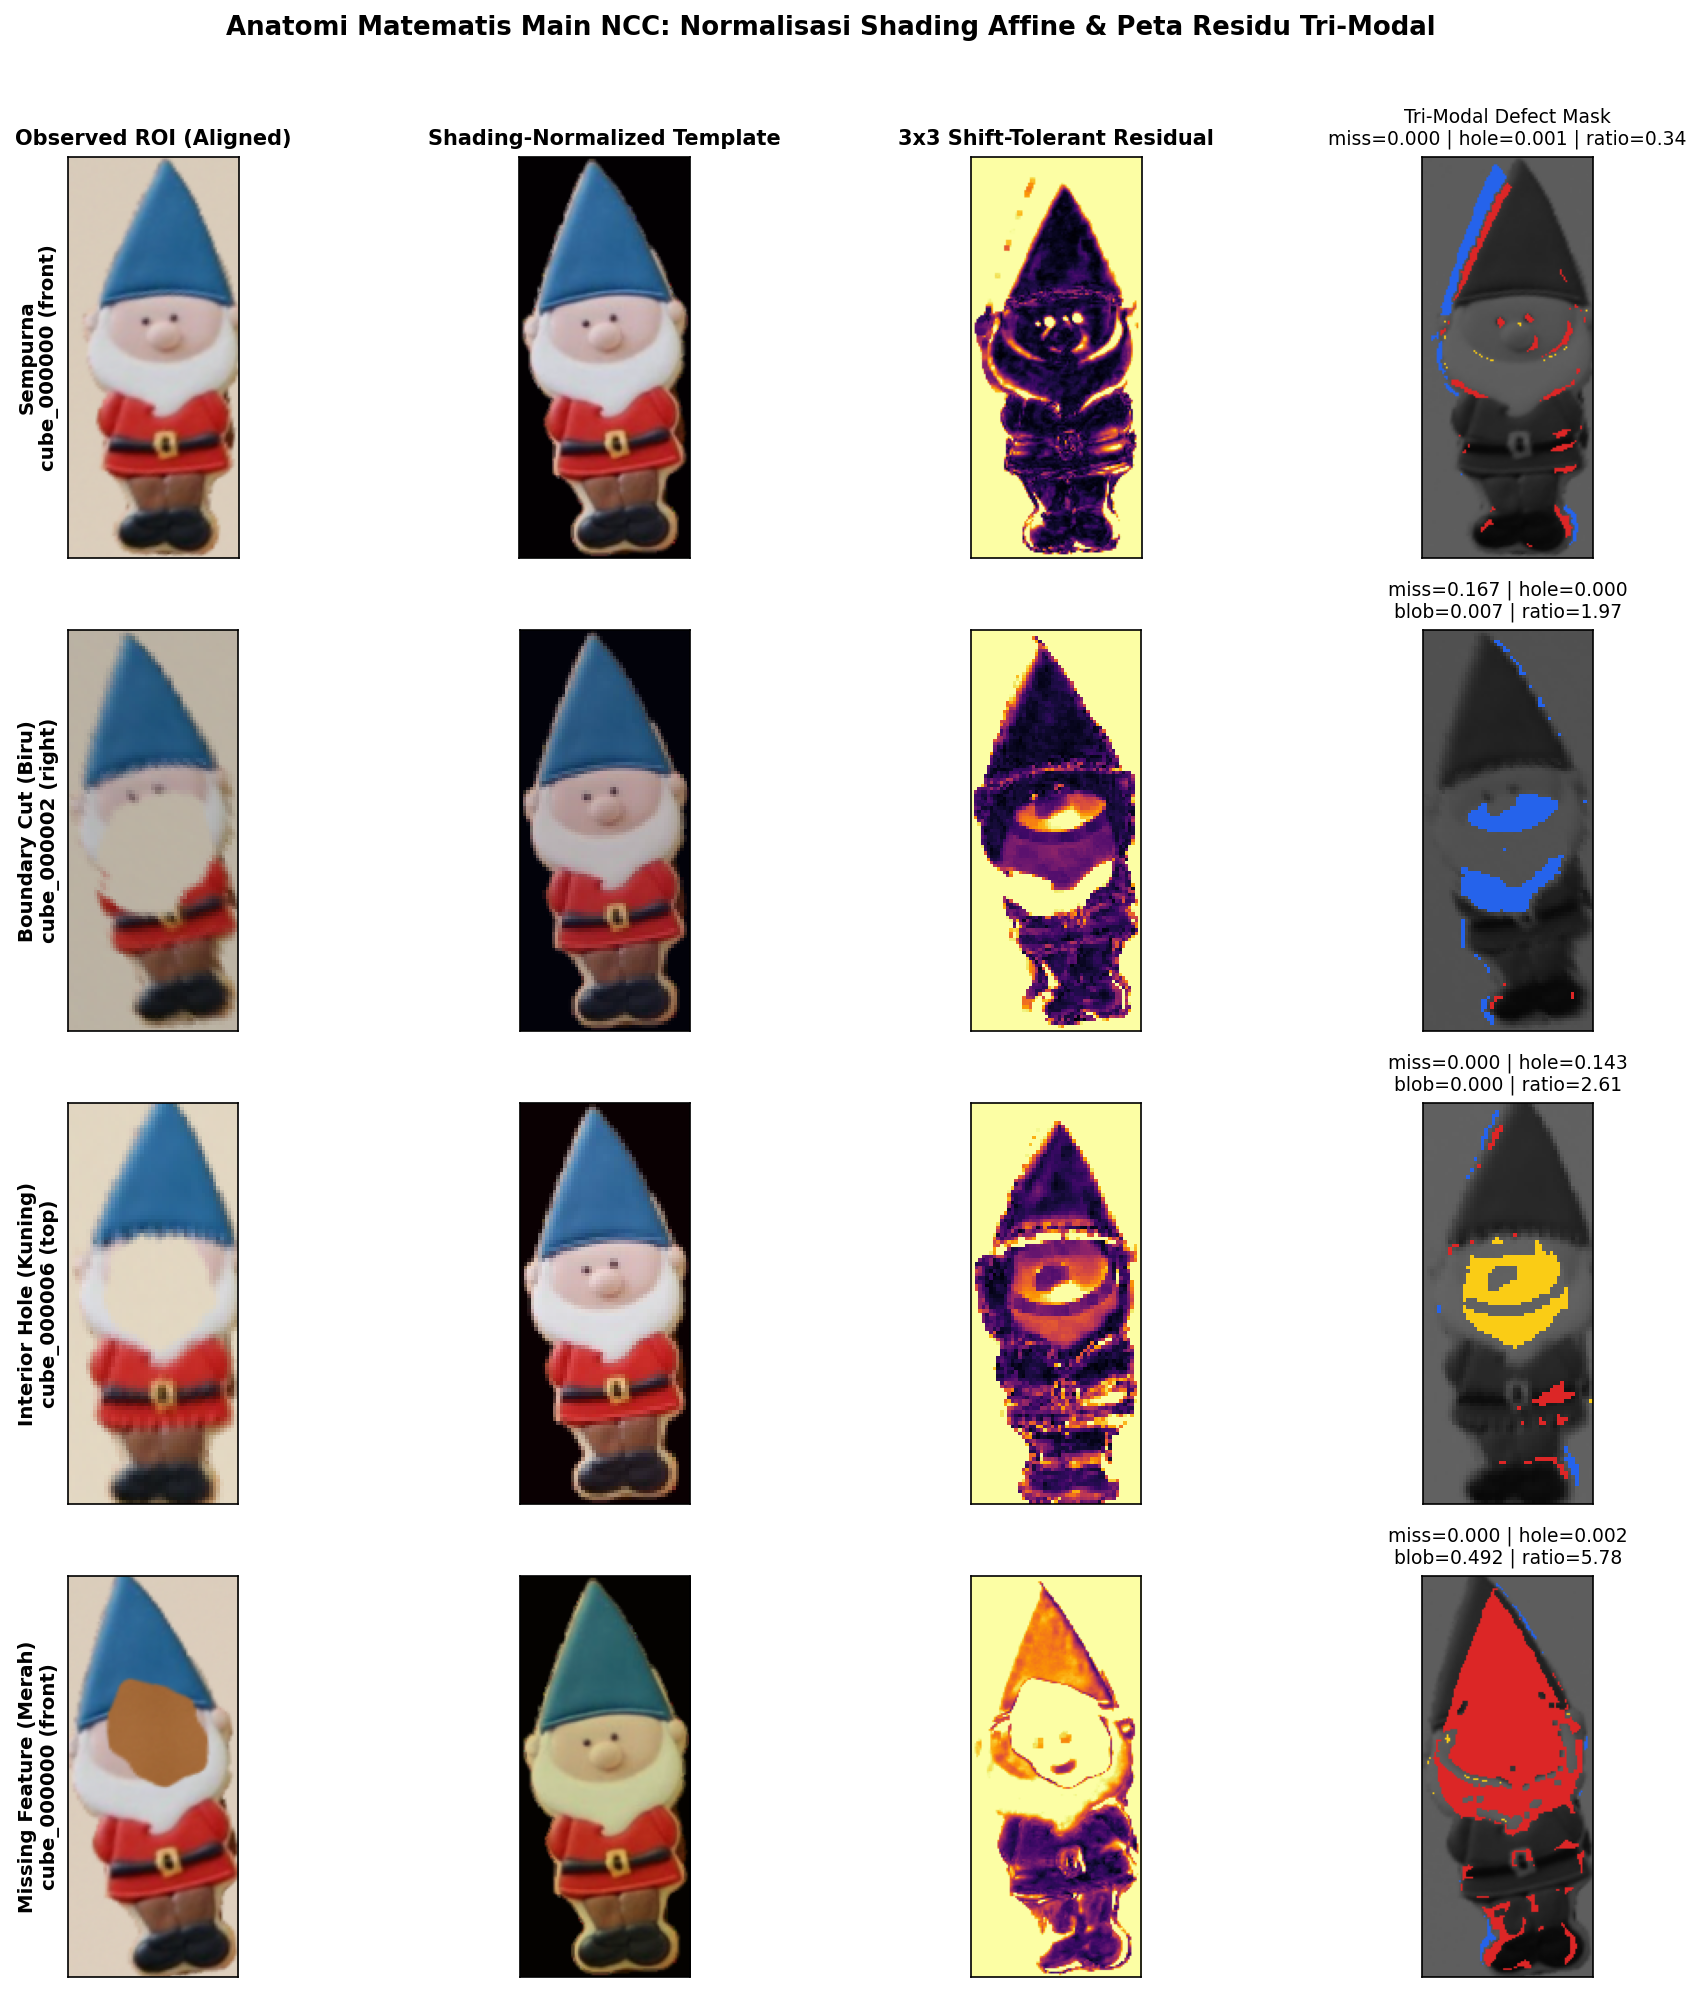 Anatomi Matematis Main NCC: Normalisasi Shading Affine & Peta Residu Tri-Modal
Observed ROI (Aligned)
Shading-Normalized Template
3x3 Shift-Tolerant Residual
Tri-Modal Defect Mask
miss=0.000 | hole=0.001 | ratio=0.34
Sempurna
cube_000000 (front)
miss=0.167 | hole=0.000
blob=0.007 | ratio=1.97
Boundary Cut (Biru)
cube_000002 (right)
miss=0.000 | hole=0.143
blob=0.000 | ratio=2.61
Interior Hole (Kuning)
cube_000006 (top)
miss=0.000 | hole=0.002
blob=0.492 | ratio=5.78
Missing Feature (Merah)
cube_000000 (front)